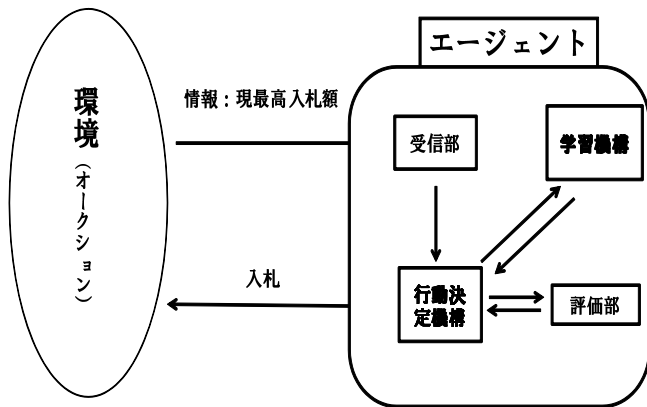 エージェント
環境(オークション)
情報：現最高入札額
受信部
学習機構
入札
行動決
定機構
評価部